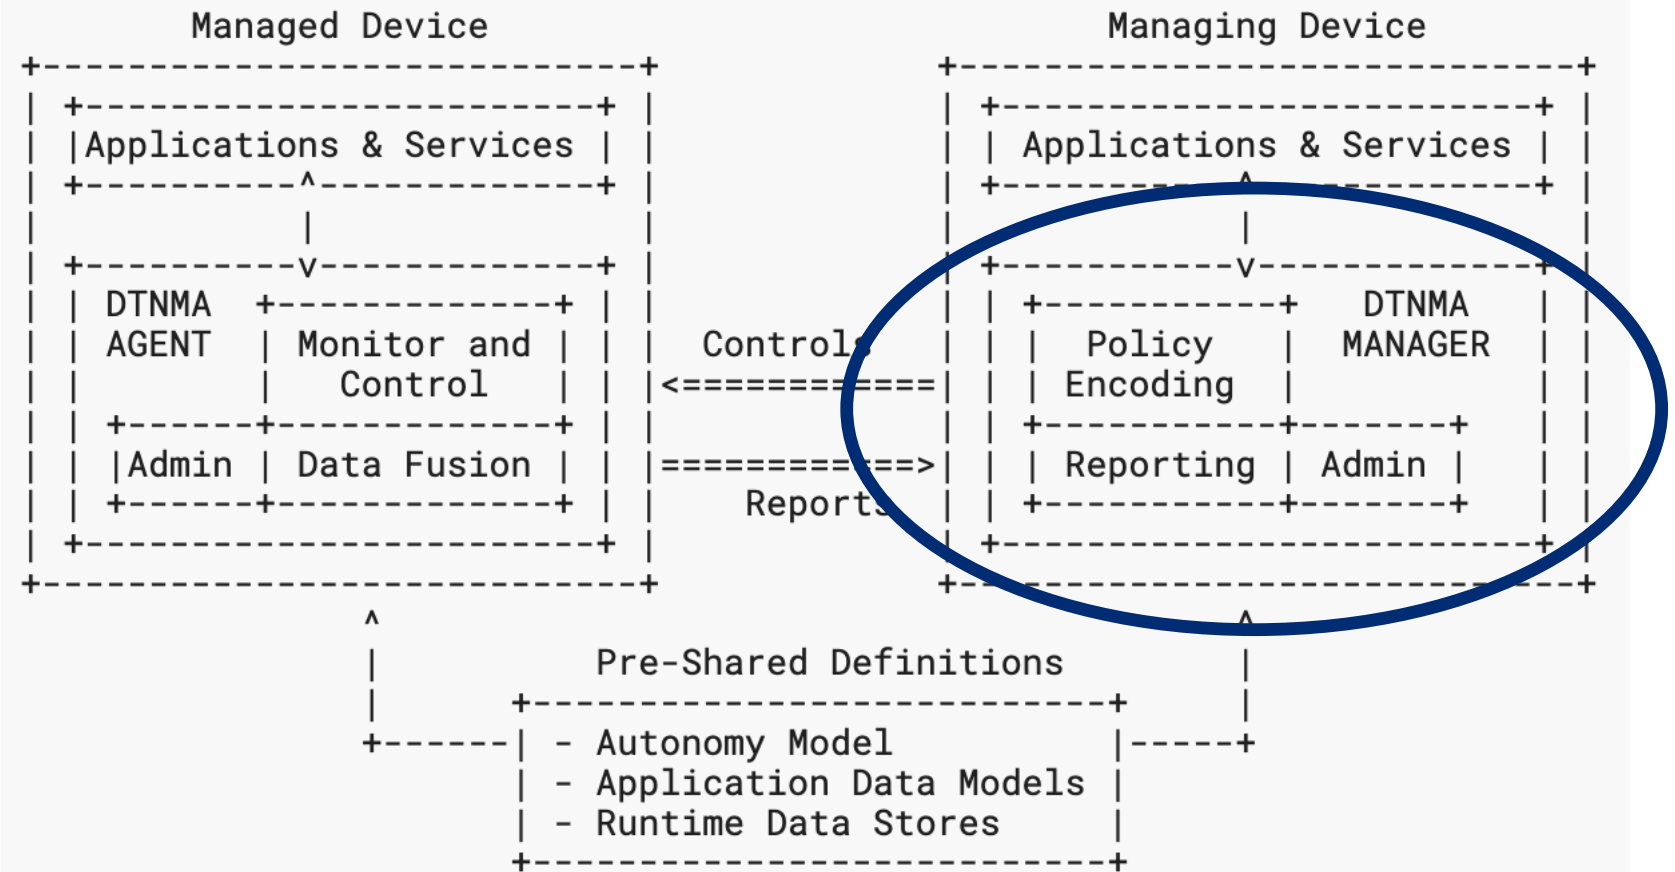 Managed Device Managing Device
+----------------------------+ +-----------------------------+
| +------------------------+ | | +-------------------------+ |
| |Applications & Services | | | | Applications & Services | |
| +----------^-------------+ | | +-----------^-------------+ |
| | | | | |
| +----------v-------------+ | | +-----------v-------------+ |
| | DTNMA +-------------+ | | | | +-----------+ DTNMA | |
| | AGENT | Monitor and | | | Controls | | | Policy | MANAGER | |
| | | Control | | |<============| | | Encoding | | |
| | +------+-------------+ | | | | +-----------+-------+ | |
| | |Admin | Data Fusion | | |============>| | | Reporting | Admin | | |
| | +------+-------------+ | | Reports | | +-----------+-------+ | |
| +------------------------+ | | +-------------------------+ |
+----------------------------+ +-----------------------------+
^ ^
| Pre-Shared Definitions |
| +---------------------------+ |
+------| - Autonomy Model |-----+
| - Application Data Models |
| - Runtime Data Stores |
+---------------------------+